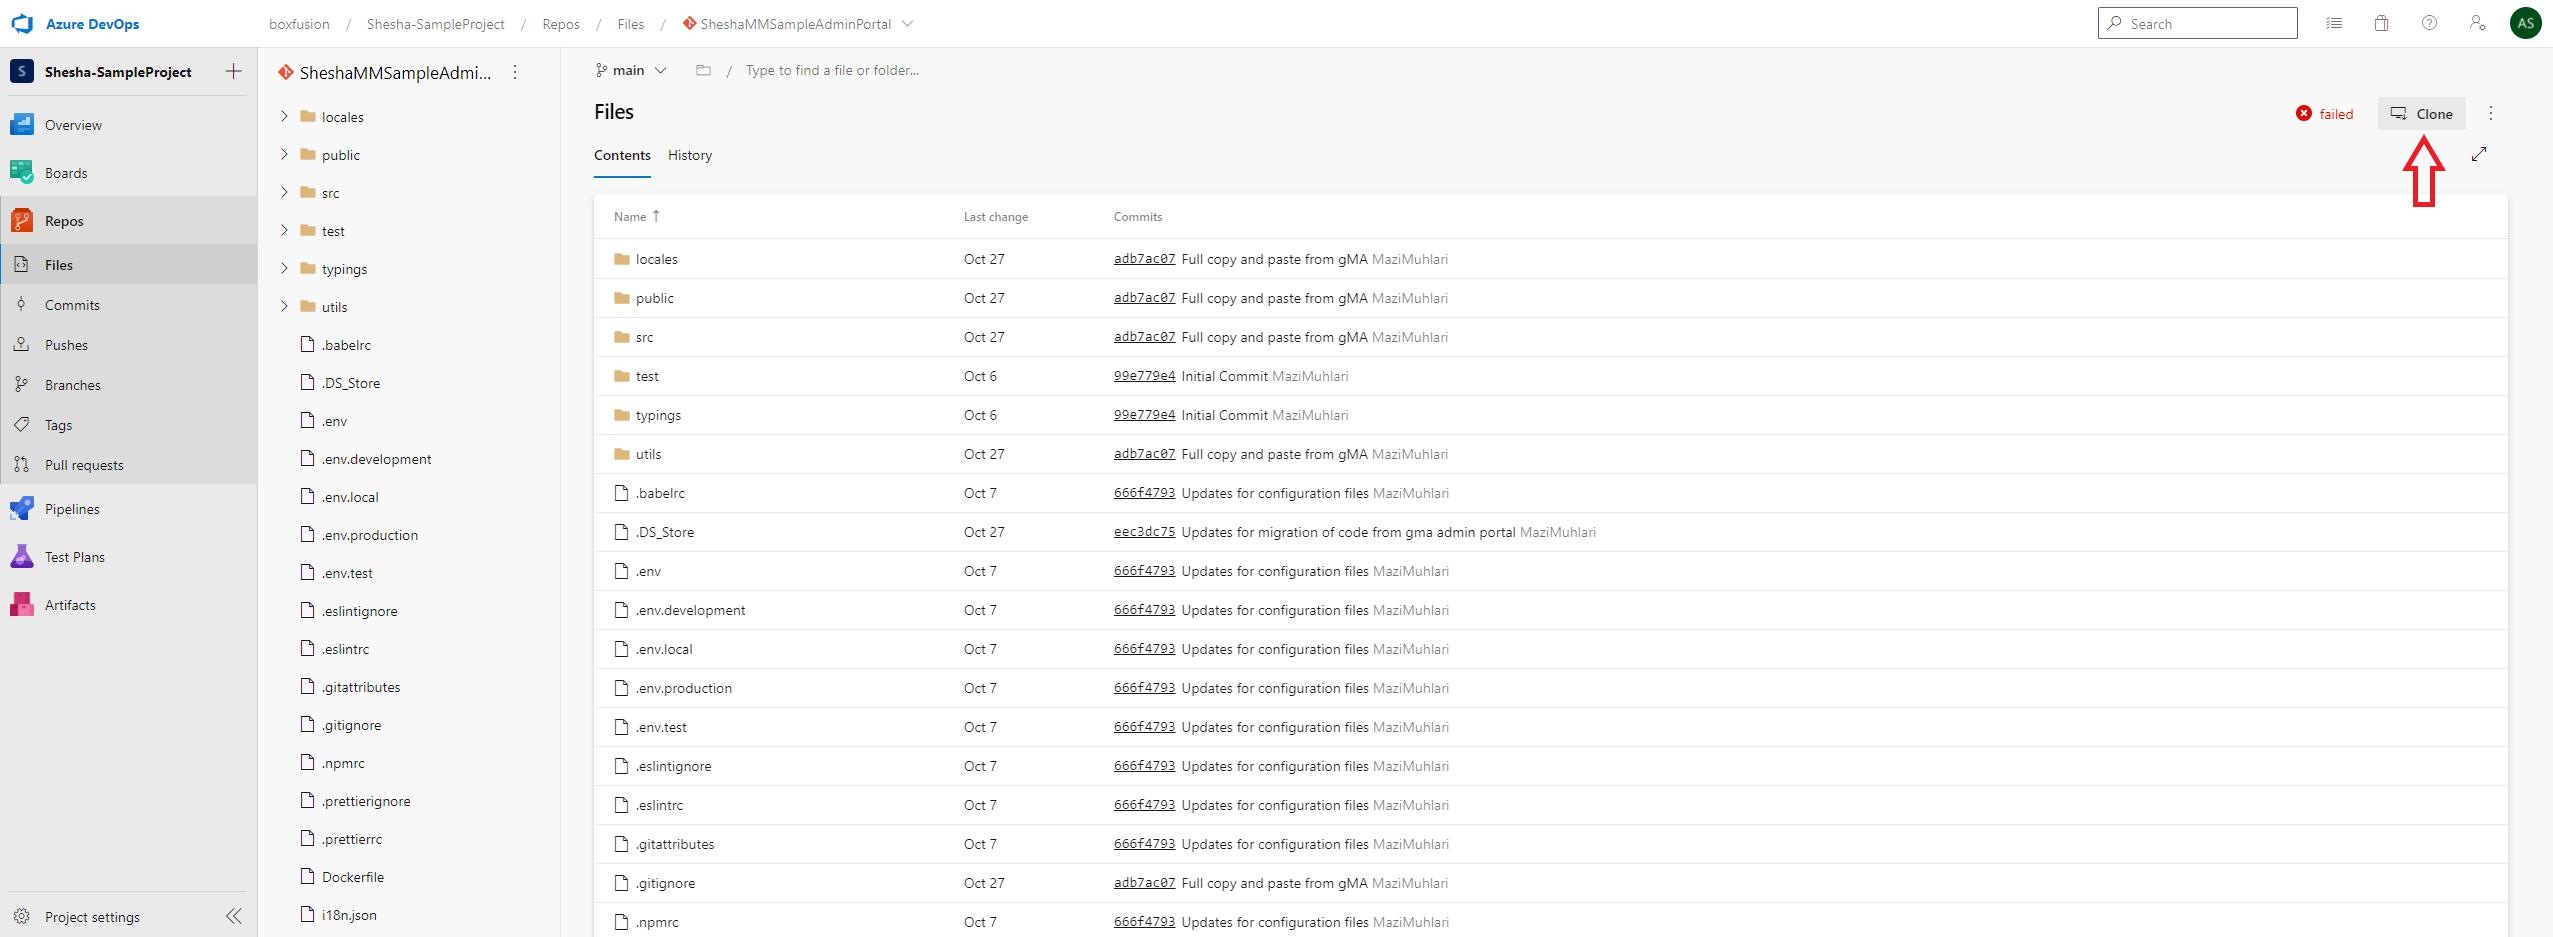 Azure DevOps
boxfusion / Shesha-SampleProject / Repos / Files / SheshaMMSampleAdminPortal
Search
AS
S Shesha-SampleProject
Overview
Boards
Repos
Files
Commits
Pushes
Branches
Tags
Pull requests
Pipelines
Test Plans
Artifacts
Project settings
SheshaMMSampleAdmi...
locales
public
src
test
typings
utils
.babelrc
.DS_Store
.env
.env.development
.env.local
.env.production
.env.test
.eslintignore
.eslintrc
.gitattributes
.gitignore
.npmrc
.prettierignore
.prettierrc
Dockerfile
i18n.json
main / Type to find a file or folder...
Files
failed
Clone
Contents History
Name Last change Commits
locales Oct 27 adb7ac07 Full copy and paste from gMA MaziMuhlari
public Oct 27 adb7ac07 Full copy and paste from gMA MaziMuhlari
src Oct 27 adb7ac07 Full copy and paste from gMA MaziMuhlari
test Oct 6 99e779e4 Initial Commit MaziMuhlari
typings Oct 6 99e779e4 Initial Commit MaziMuhlari
utils Oct 27 adb7ac07 Full copy and paste from gMA MaziMuhlari
.babelrc Oct 7 666f4793 Updates for configuration files MaziMuhlari
.DS_Store Oct 27 eec3dc75 Updates for migration of code from gma admin portal MaziMuhlari
.env Oct 7 666f4793 Updates for configuration files MaziMuhlari
.env.development Oct 7 666f4793 Updates for configuration files MaziMuhlari
.env.local Oct 7 666f4793 Updates for configuration files MaziMuhlari
.env.production Oct 7 666f4793 Updates for configuration files MaziMuhlari
.env.test Oct 7 666f4793 Updates for configuration files MaziMuhlari
.eslintignore Oct 7 666f4793 Updates for configuration files MaziMuhlari
.eslintrc Oct 7 666f4793 Updates for configuration files MaziMuhlari
.gitattributes Oct 7 666f4793 Updates for configuration files MaziMuhlari
.gitignore Oct 27 adb7ac07 Full copy and paste from gMA MaziMuhlari
.npmrc Oct 7 666f4793 Updates for configuration files MaziMuhlari